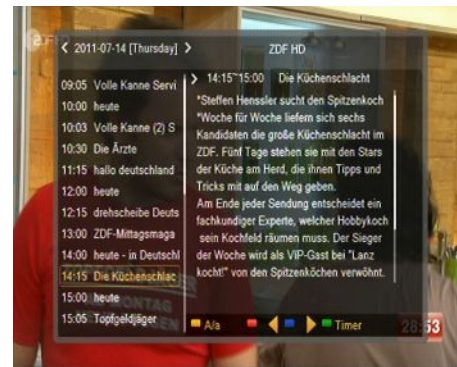 ZDF
< 2011-07-14 [Thursday] >
ZDF HD
09:05 Volle Kanne Servi
10:00 heute
10:03 Volle Kanne (2) S
10:30 Die Ärzte
11:15 hallo deutschland
12:00 heute
12:15 drehscheibe Deuts
13:00 ZDF-Mittagsmaga
14:00 heute - in Deutschl
14:15 Die Küchenschlac
15:00 heute
15:05 Topfgeldjäger
> 14:15~15:00 Die Küchenschlacht
*Steffen Henssler sucht den Spitzenkoch
*Woche für Woche liefern sich sechs
Kandidaten die große Küchenschlacht im
ZDF. Fünf Tage stehen sie mit den Stars
der Küche am Herd, die ihnen Tipps und
Tricks mit auf den Weg geben.
Am Ende jeder Sendung entscheidet ein
fachkundiger Experte, welcher Hobbykoch
sein Kochfeld räumen muss. Der Sieger
der Woche wird als VIP-Gast bei "Lanz
kocht!" von den Spitzenköchen verwöhnt.
A/a
Timer
28:53
MONTAG